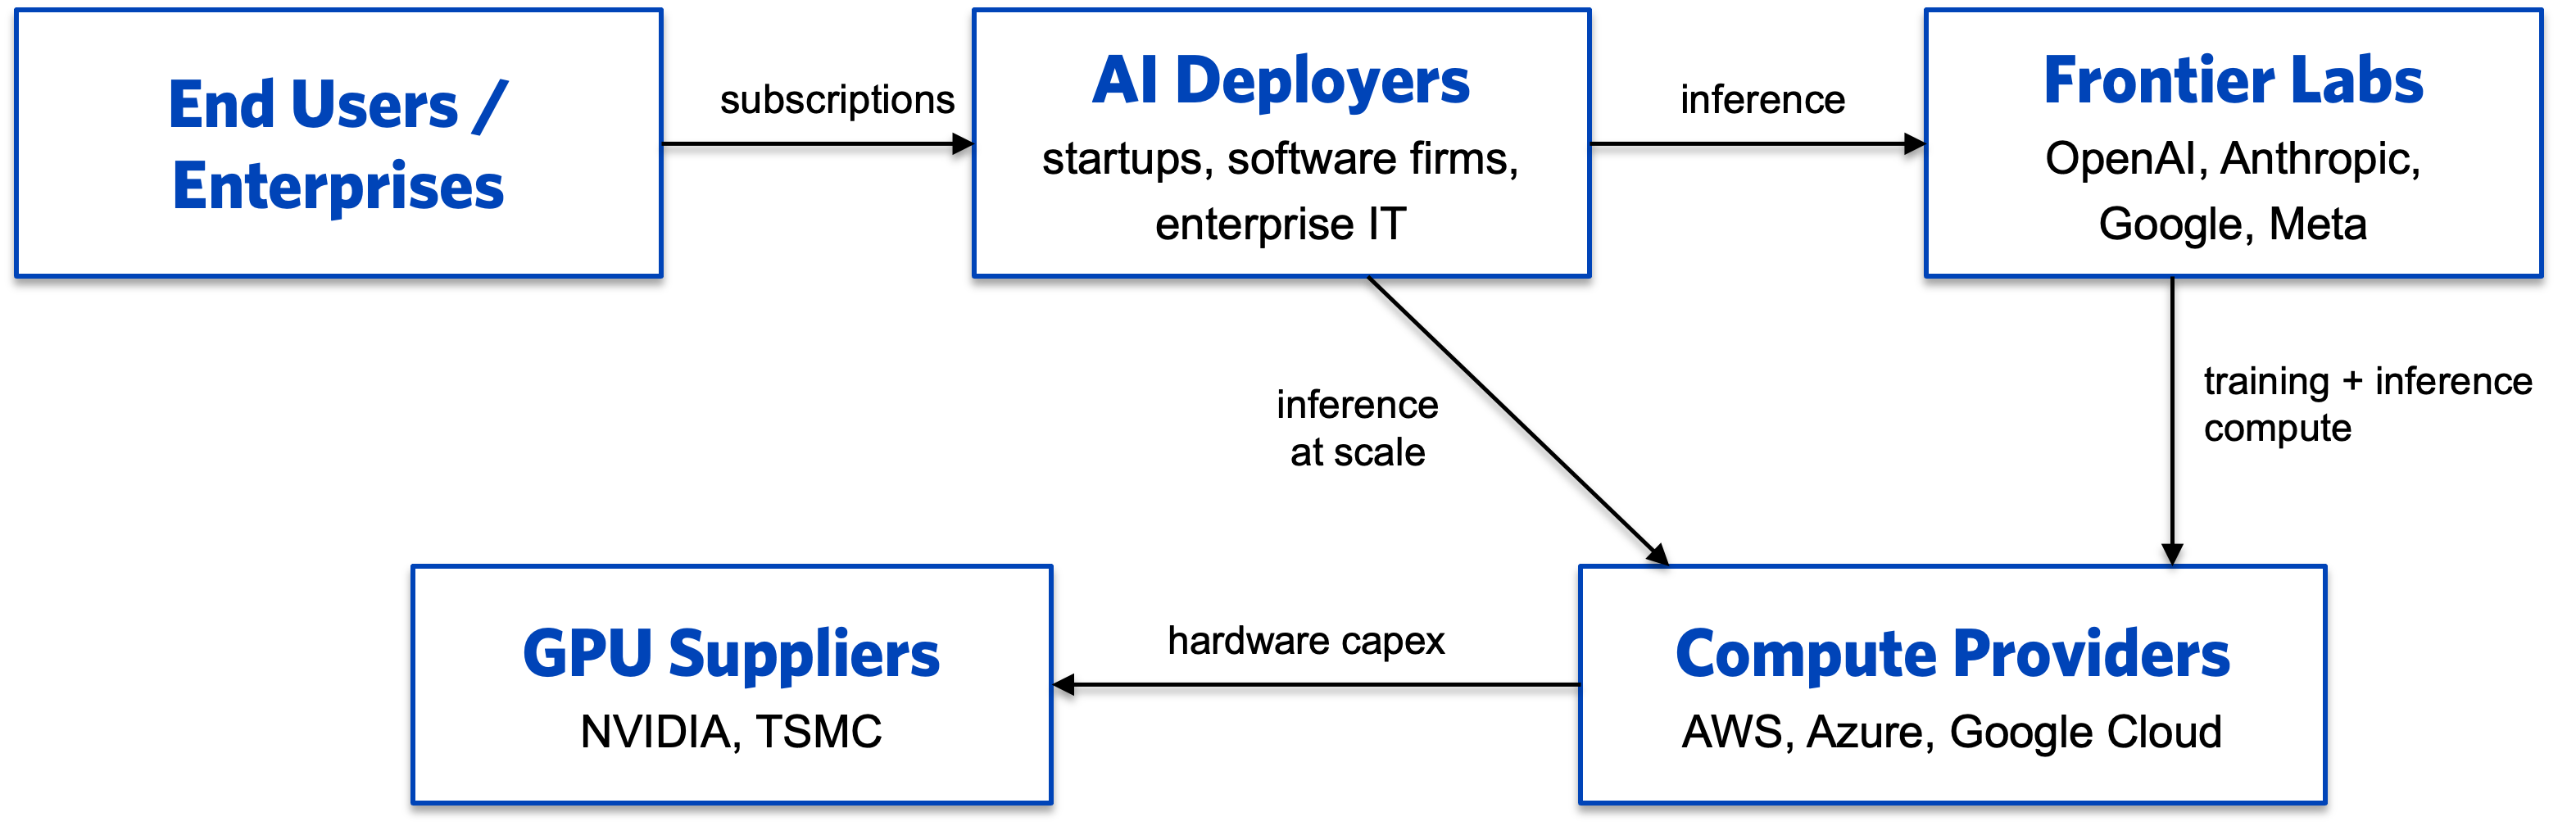 End Users /
Enterprises
subscriptions
AI Deployers
startups, software firms,
enterprise IT
inference
Frontier Labs
OpenAI, Anthropic,
Google, Meta
inference
at scale
training + inference
compute
GPU Suppliers
NVIDIA, TSMC
hardware capex
Compute Providers
AWS, Azure, Google Cloud